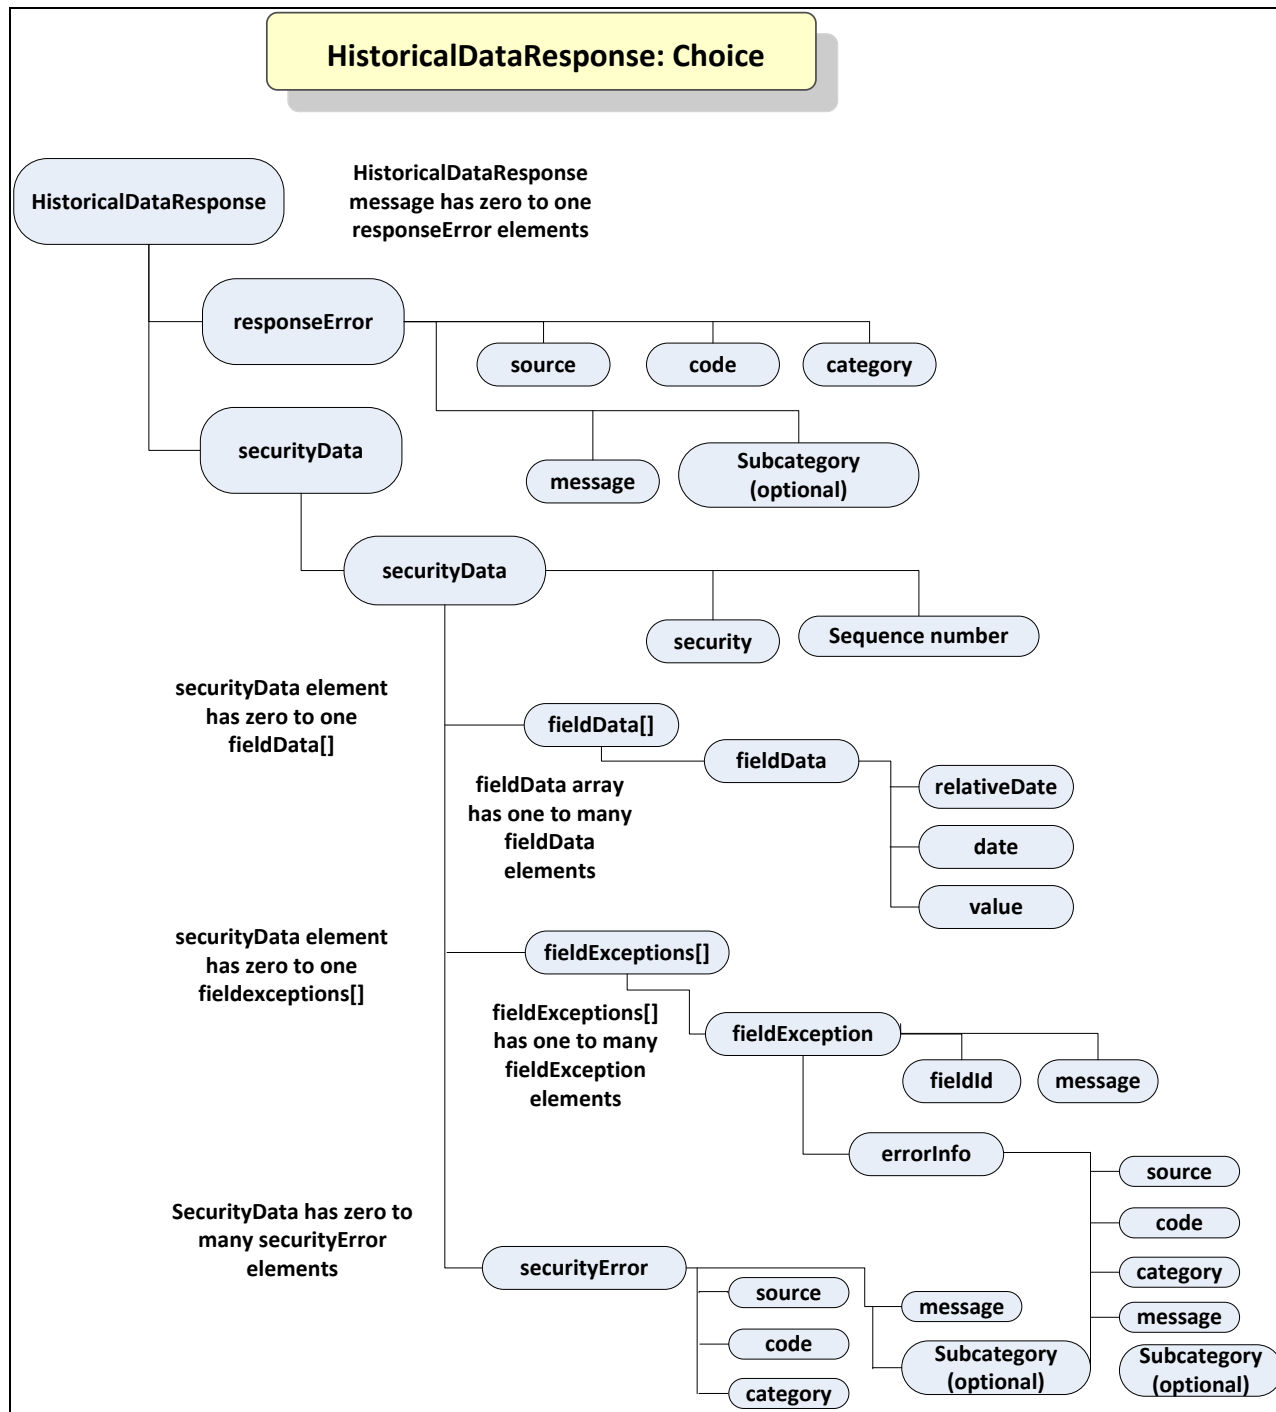 HistoricalDataResponse: Choice
HistoricalDataResponse
HistoricalDataResponse
message has zero to one
responseError elements
responseError
source
code
category
securityData
message
Subcategory
(optional)
securityData
security
Sequence number
securityData element
has zero to one
fieldData[]
fieldData[]
fieldData
fieldData array
has one to many
fieldData
elements
relativeDate
date
value
securityData element
has zero to one
fieldexceptions[]
fieldExceptions[]
fieldExceptions[]
has one to many
fieldException
elements
fieldException
fieldId
message
errorInfo
source
code
category
message
Subcategory
(optional)
SecurityData has zero to
many securityError
elements
securityError
source
code
category
message
Subcategory
(optional)